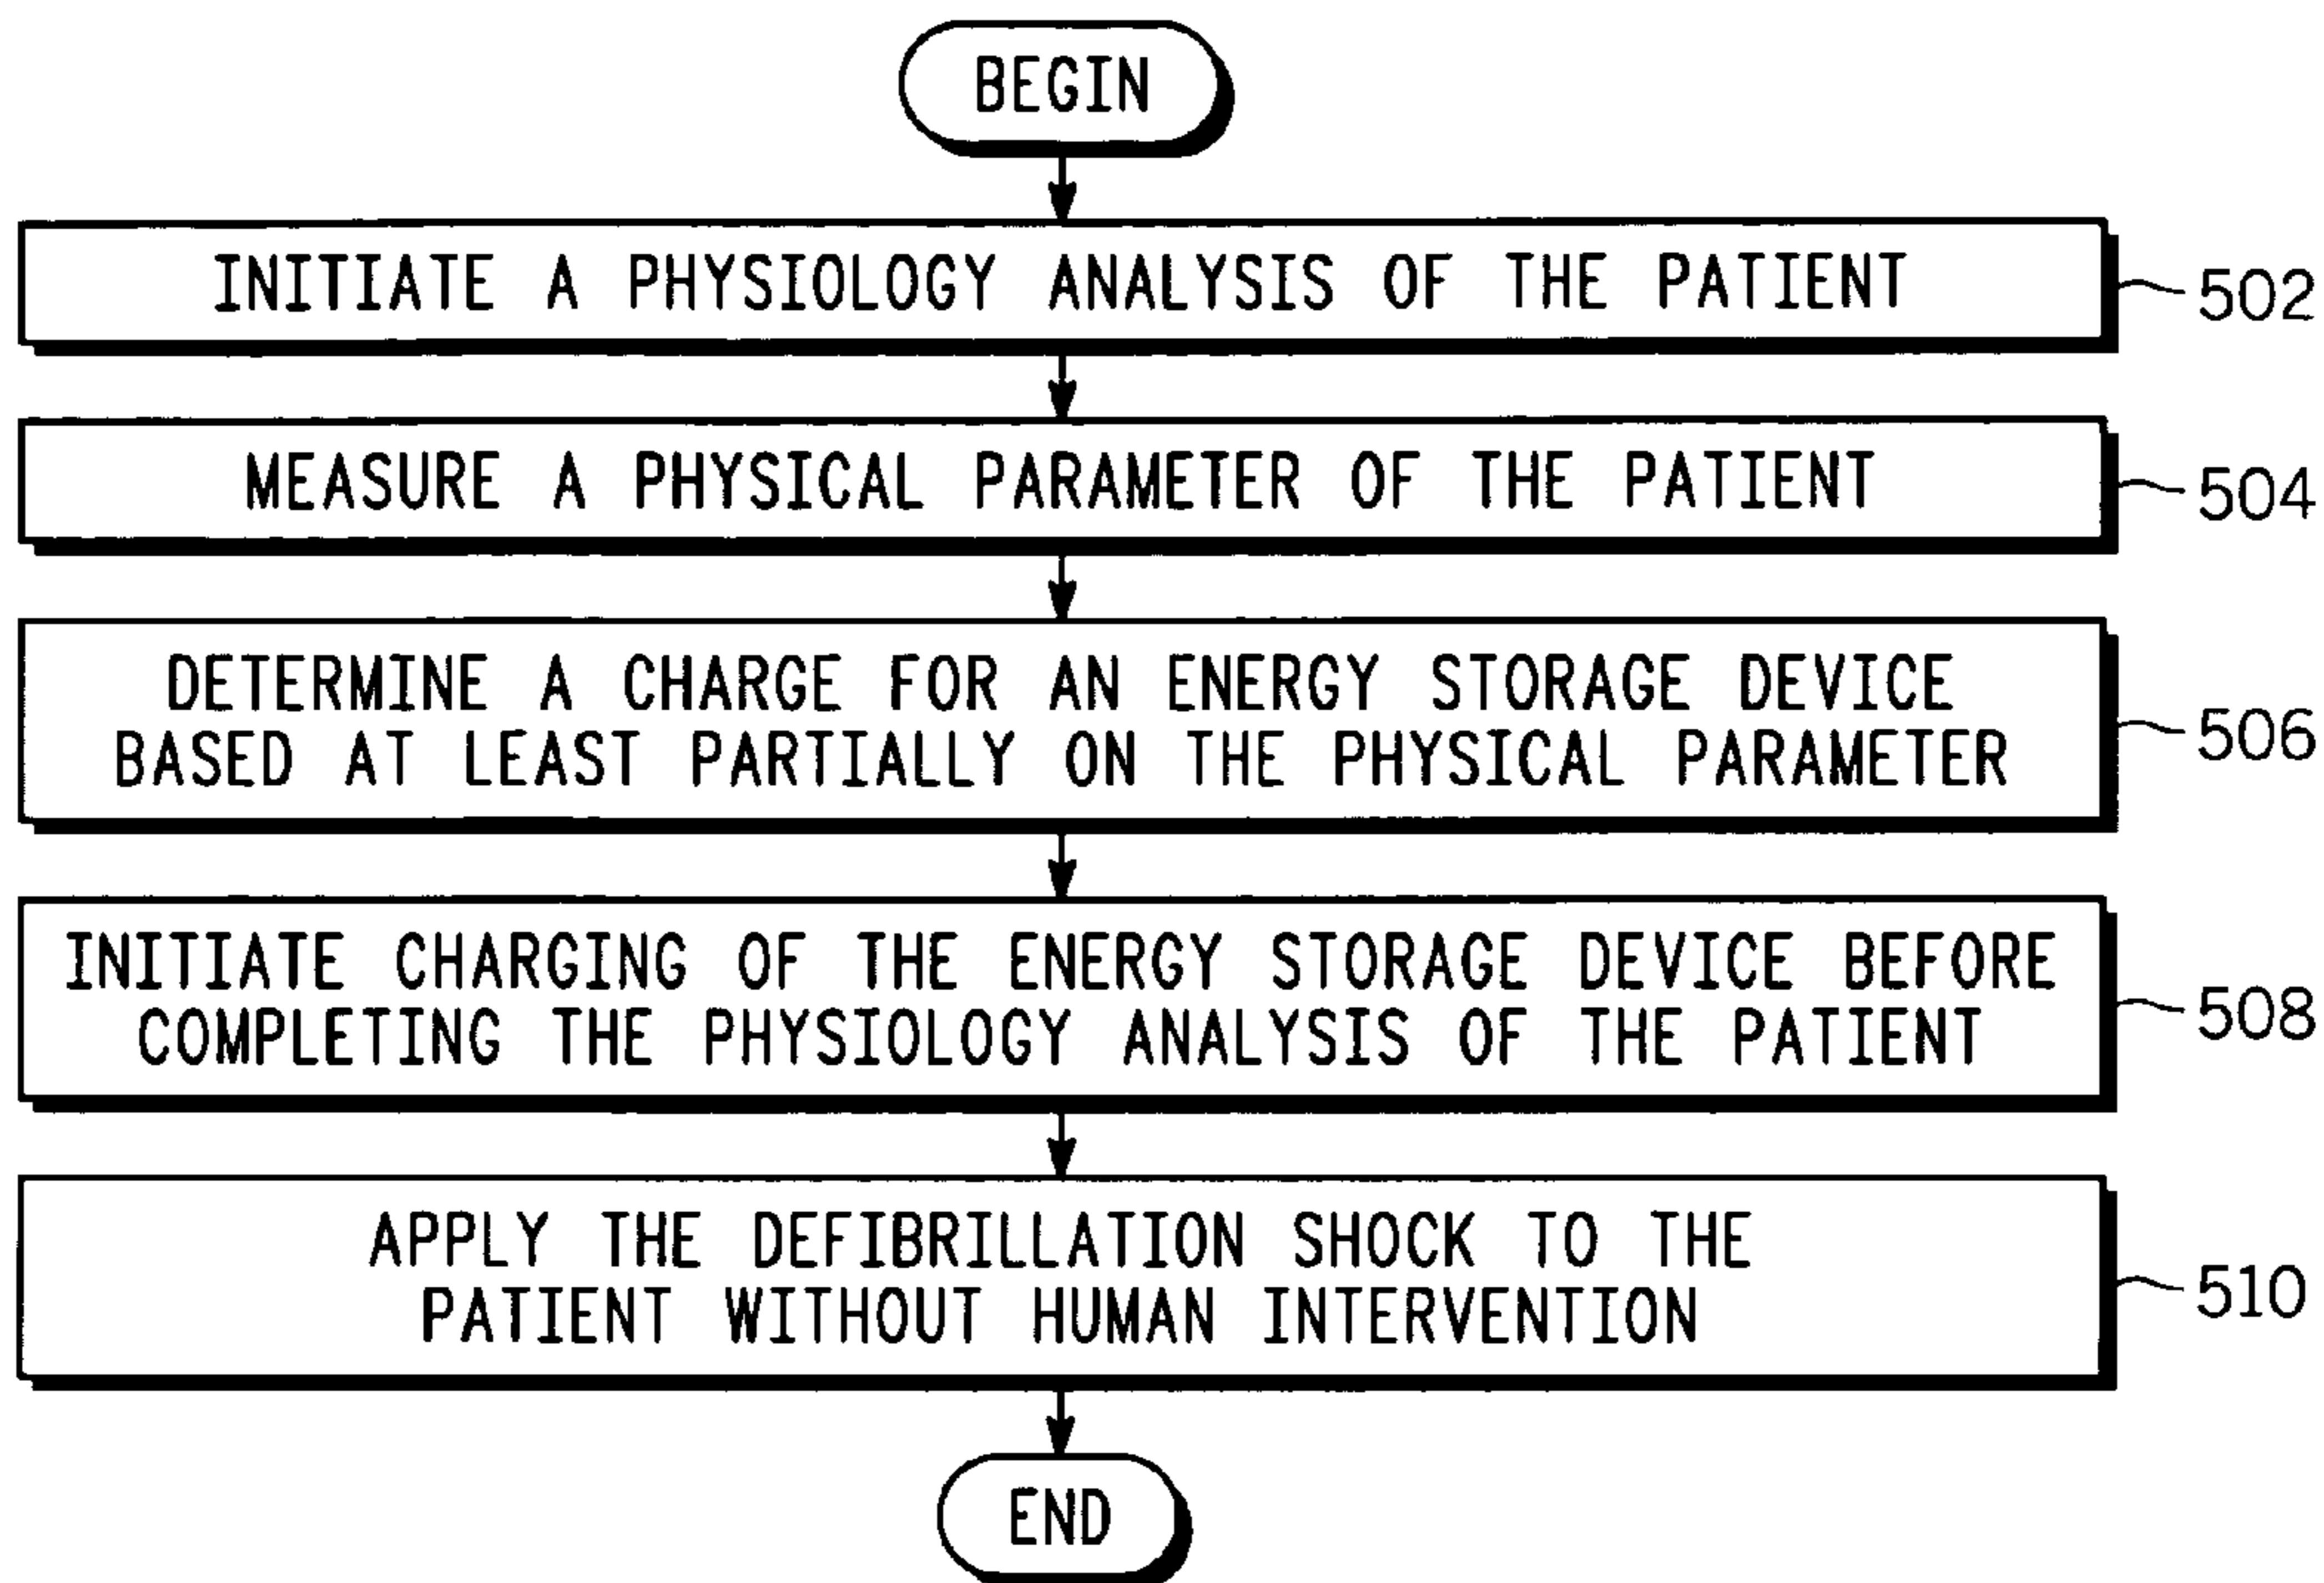 BEGIN
INITIATE A PHYSIOLOGY ANALYSIS OF THE PATIENT
502
MEASURE A PHYSICAL PARAMETER OF THE PATIENT
504
DETERMINE A CHARGE FOR AN ENERGY STORAGE DEVICE
BASED AT LEAST PARTIALLY ON THE PHYSICAL PARAMETER
506
INITIATE CHARGING OF THE ENERGY STORAGE DEVICE BEFORE
COMPLETING THE PHYSIOLOGY ANALYSIS OF THE PATIENT
508
APPLY THE DEFIBRILLATION SHOCK TO THE
PATIENT WITHOUT HUMAN INTERVENTION
510
END